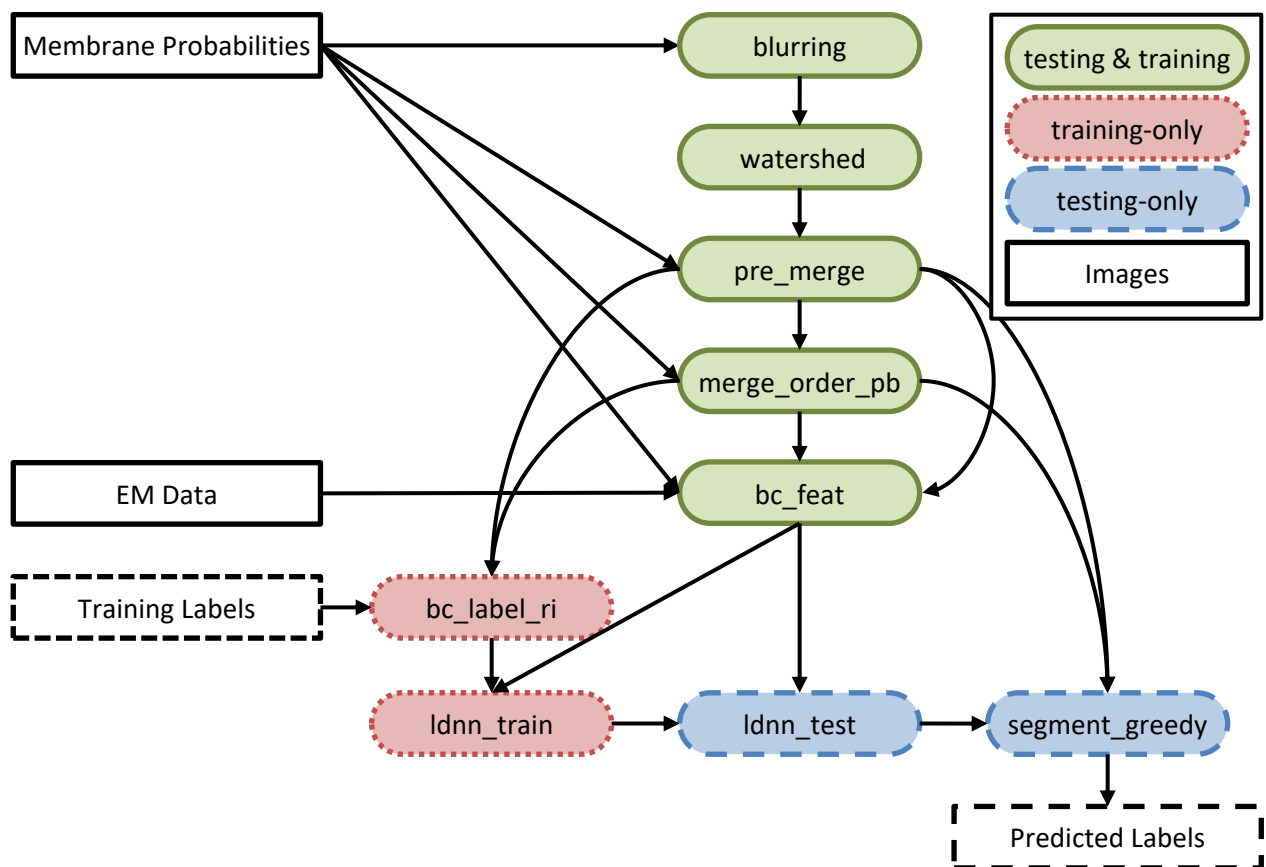 Membrane Probabilities
blurring
watershed
pre_merge
merge_order_pb
EM Data
bc_feat
Training Labels
bc_label_ri
ldnn_train
ldnn_test
segment_greedy
Predicted Labels
testing & training
training-only
testing-only
Images